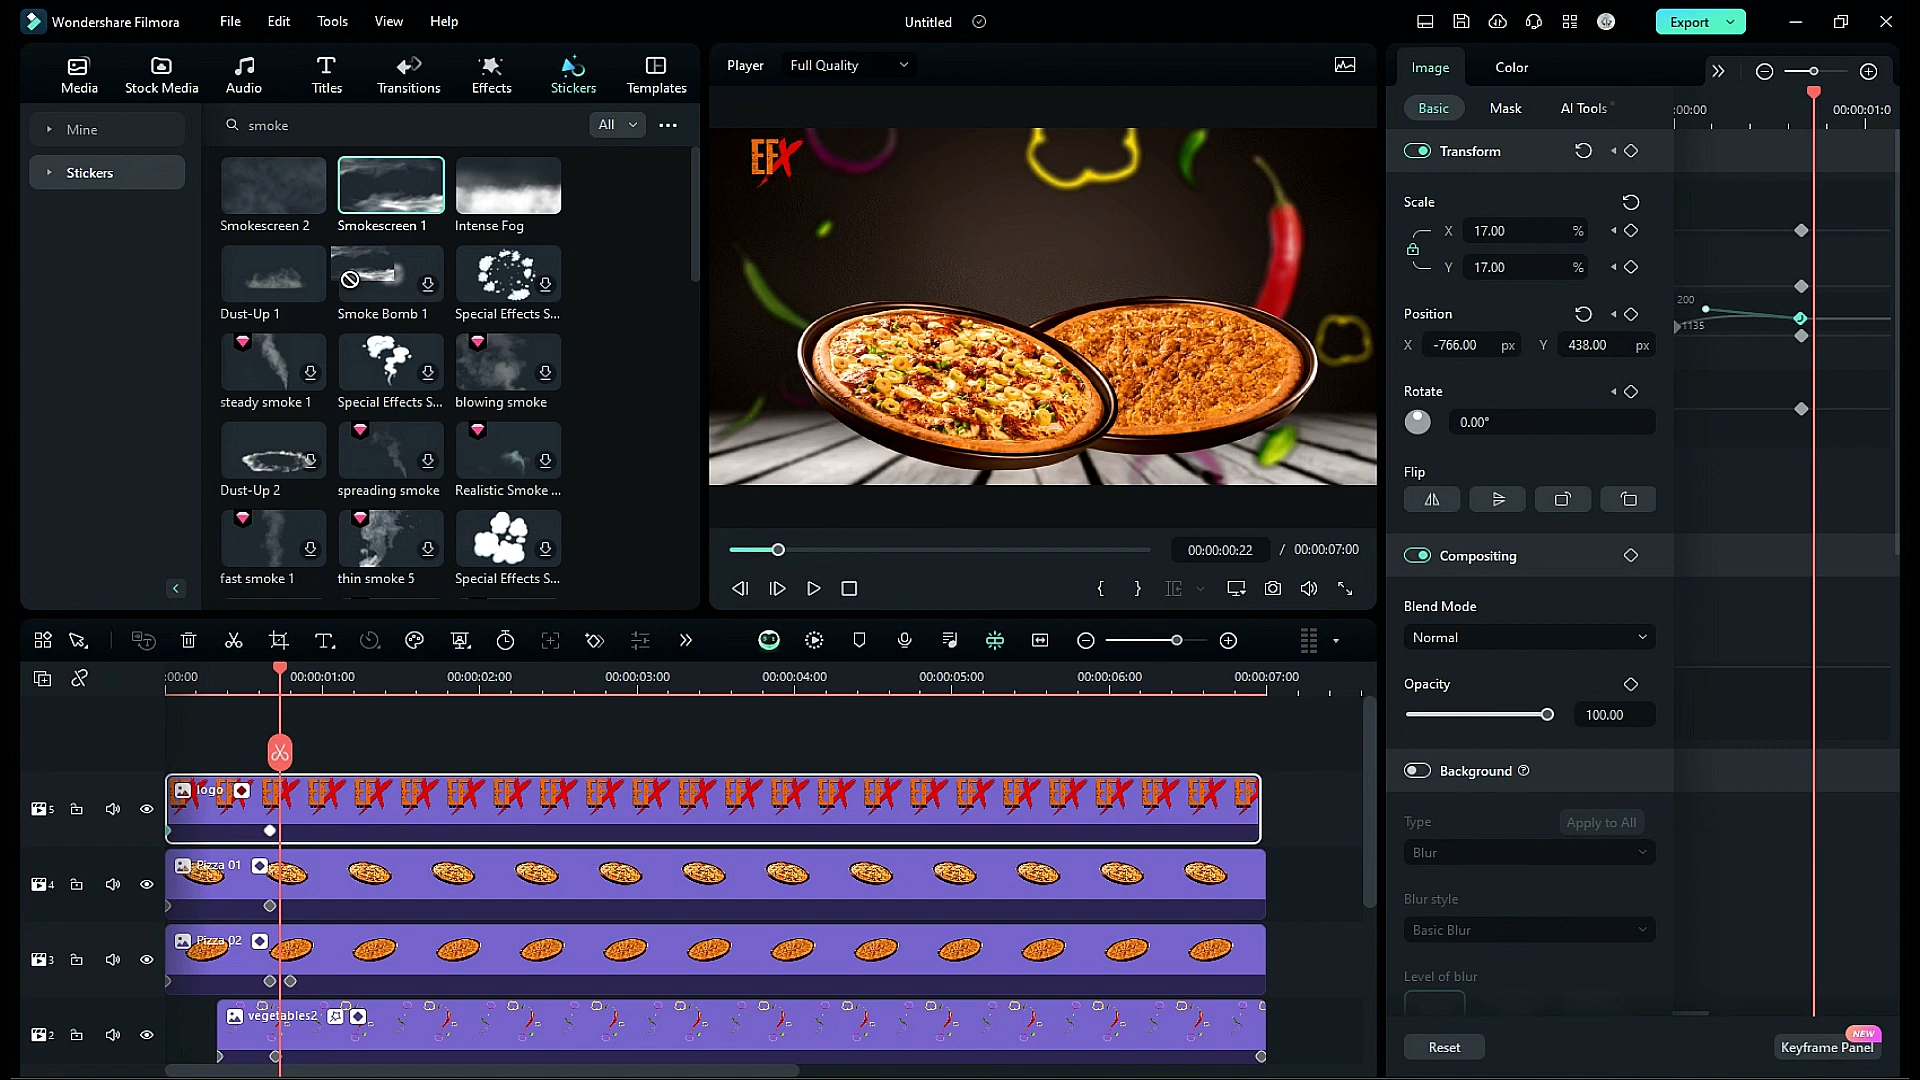 Wondershare Filmora
File
Edit
Tools
View
Help
Untitled
Export
Media
Stock Media
Audio
Titles
Transitions
Effects
Stickers
Templates
Player
Full Quality
Image
Color
Mine
smoke
All
Basic
Mask
AI Tools
:00:00
00:00:01:0
Stickers
Transform
Smokescreen 2
Smokescreen 1
Intense Fog
EFX
Scale
X
17.00
%
Y
17.00
%
Dust-Up 1
Smoke Bomb 1
Special Effects S...
Position
200
1135
X
-766.00
px
Y
438.00
px
steady smoke 1
Special Effects S...
blowing smoke
Rotate
0.00°
Dust-Up 2
spreading smoke
Realistic Smoke ...
Flip
fast smoke 1
thin smoke 5
Special Effects S...
00:00:00:22
/
00:00:07:00
Compositing
Blend Mode
Normal
:00:00
00:00:01:00
00:00:02:00
00:00:03:00
00:00:04:00
00:00:05:00
00:00:06:00
00:00:07:00
Opacity
100.00
Background
5
logo
Type
Apply to All
Blur
4
Pizza 01
Blur style
Basic Blur
3
Pizza 02
Level of blur
2
vegetables2
Reset
NEW
Keyframe Panel